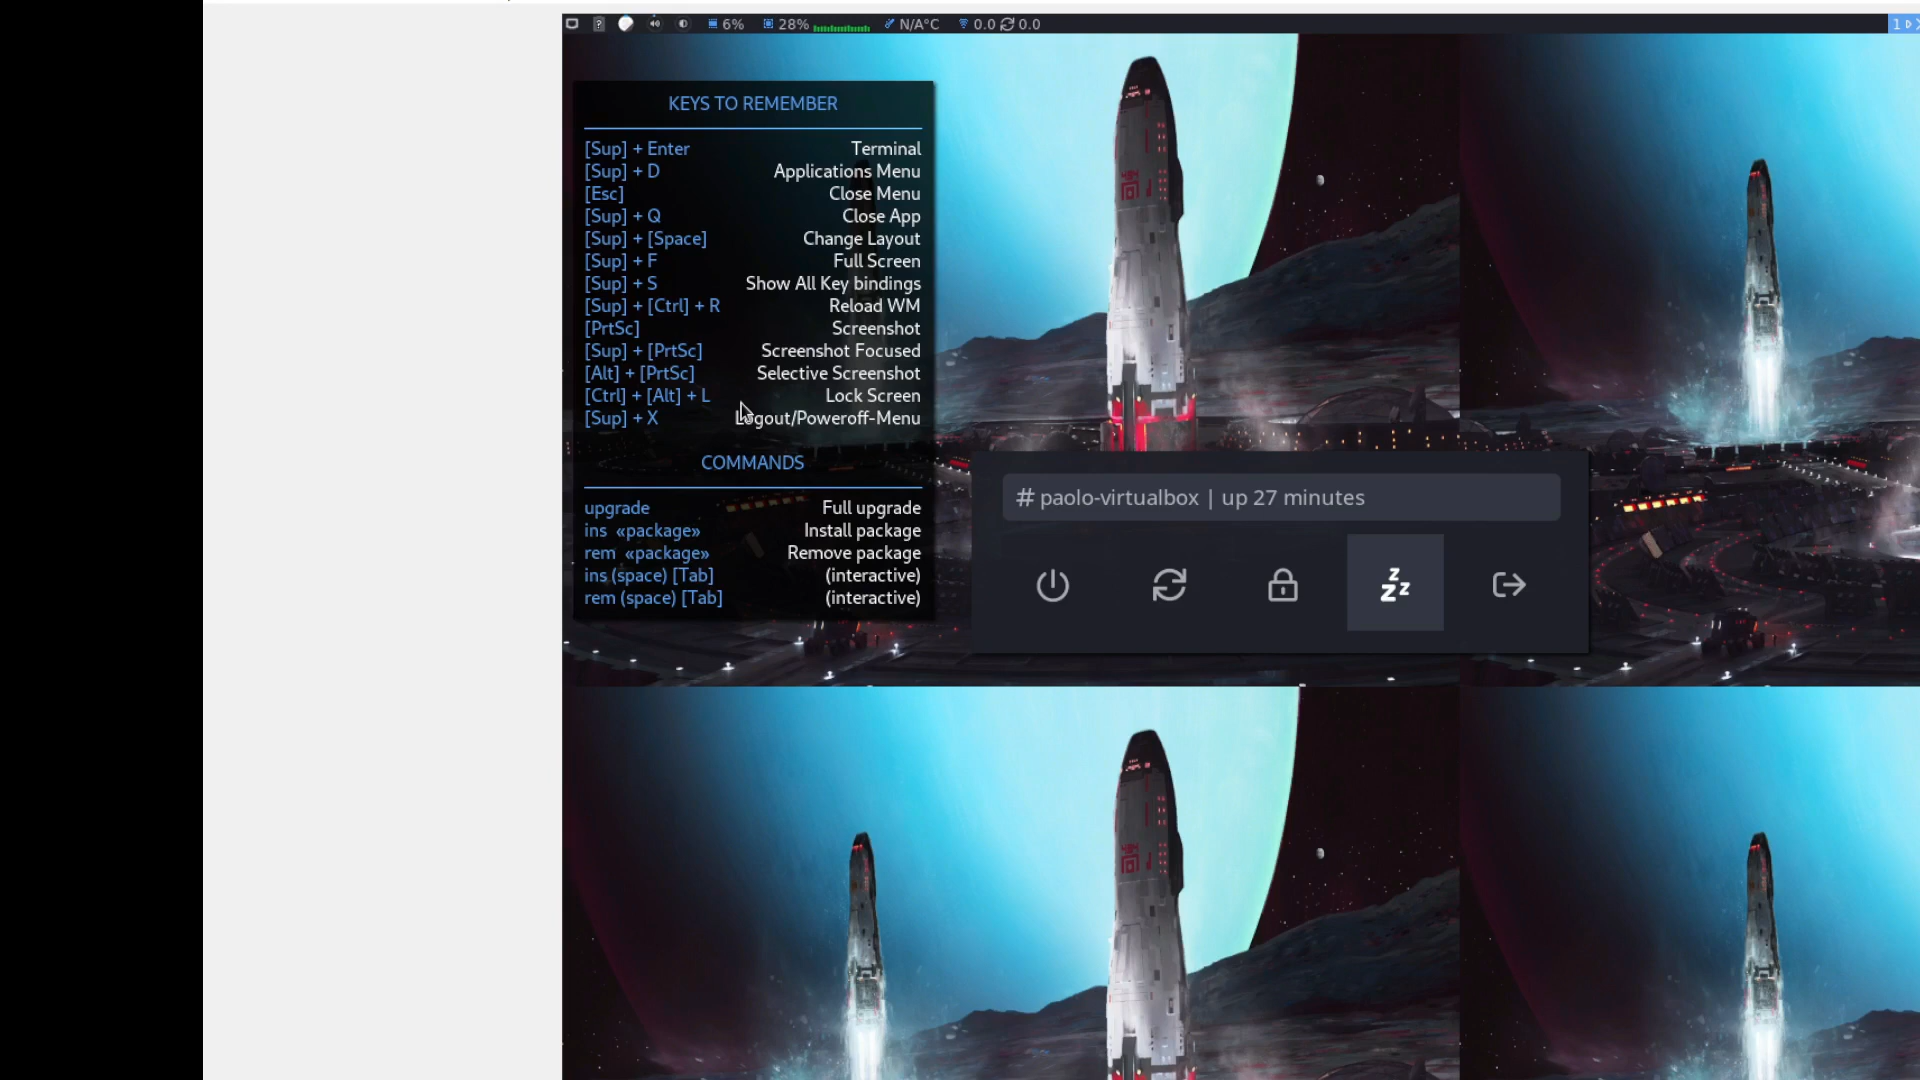 6% 28% N/A°C 0.0 0.0 1
KEYS TO REMEMBER
[Sup] + Enter Terminal
[Sup] + D Applications Menu
[Esc] Close Menu
[Sup] + Q Close App
[Sup] + [Space] Change Layout
[Sup] + F Full Screen
[Sup] + S Show All Key bindings
[Sup] + [Ctrl] + R Reload WM
[PrtSc] Screenshot
[Sup] + [PrtSc] Screenshot Focused
[Alt] + [PrtSc] Selective Screenshot
[Ctrl] + [Alt] + L Lock Screen
[Sup] + X Logout/Poweroff-Menu
COMMANDS
upgrade Full upgrade
ins «package» Install package
rem «package» Remove package
ins (space) [Tab] (interactive)
rem (space) [Tab] (interactive)
# paolo-virtualbox | up 27 minutes